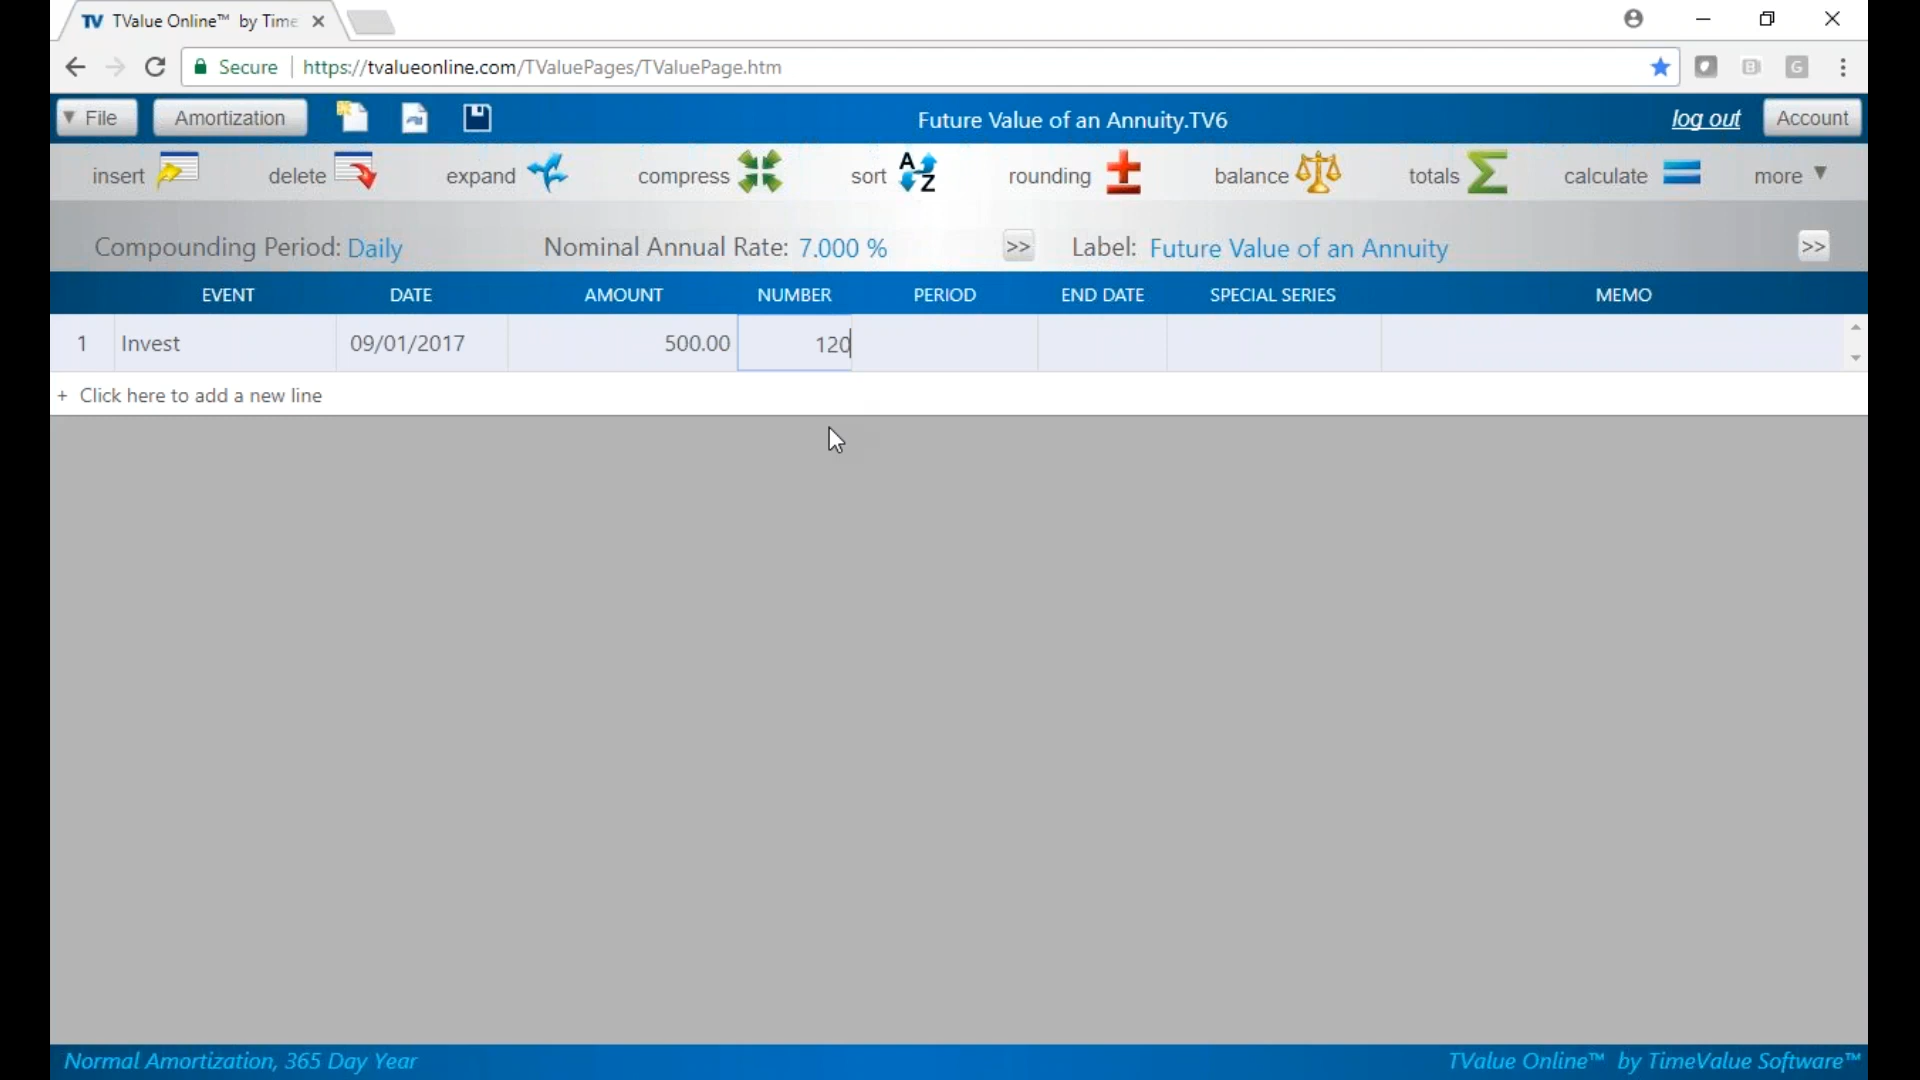 TV TValue Online™ by Time
Secure https://tvalueonline.com/TValuePages/TValuePage.htm
File Amortization Future Value of an Annuity.TV6 log out Account
insert delete expand compress sort A Z rounding balance totals calculate more
Compounding Period: Daily Nominal Annual Rate: 7.000 % >> Label: Future Value of an Annuity >>
EVENT DATE AMOUNT NUMBER PERIOD END DATE SPECIAL SERIES MEMO
1 Invest 09/01/2017 500.00 120
+ Click here to add a new line
Normal Amortization, 365 Day Year TValue Online™ by TimeValue Software™